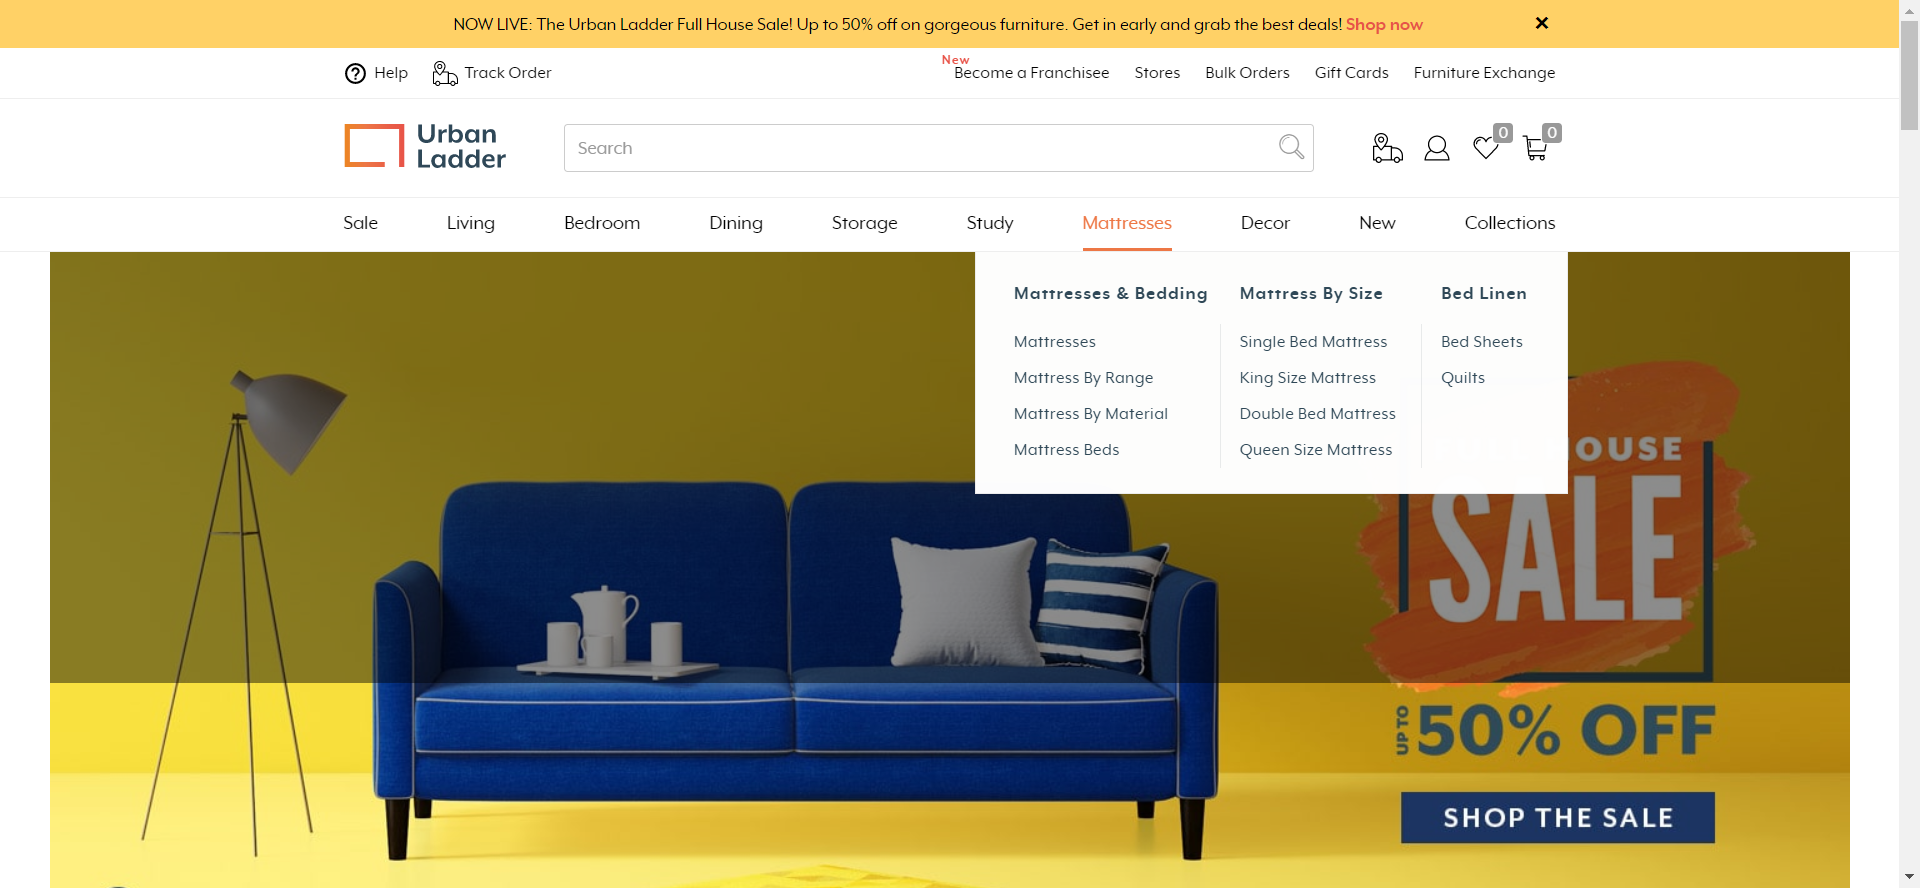 NOW LIVE: The Urban Ladder Full House Sale! Up to 50% off on gorgeous furniture. Get in early and grab the best deals! Shop now
Help
Track Order
New
Become a Franchisee
Stores
Bulk Orders
Gift Cards
Furniture Exchange
Urban
Ladder
Search
0
0
Sale
Living
Bedroom
Dining
Storage
Study
Mattresses
Decor
New
Collections
Mattresses & Bedding
Mattresses
Mattress By Range
Mattress By Material
Mattress Beds
Mattress By Size
Single Bed Mattress
King Size Mattress
Double Bed Mattress
Queen Size Mattress
Bed Linen
Bed Sheets
Quilts
HOUSE
SALE
UP TO
50% OFF
SHOP THE SALE